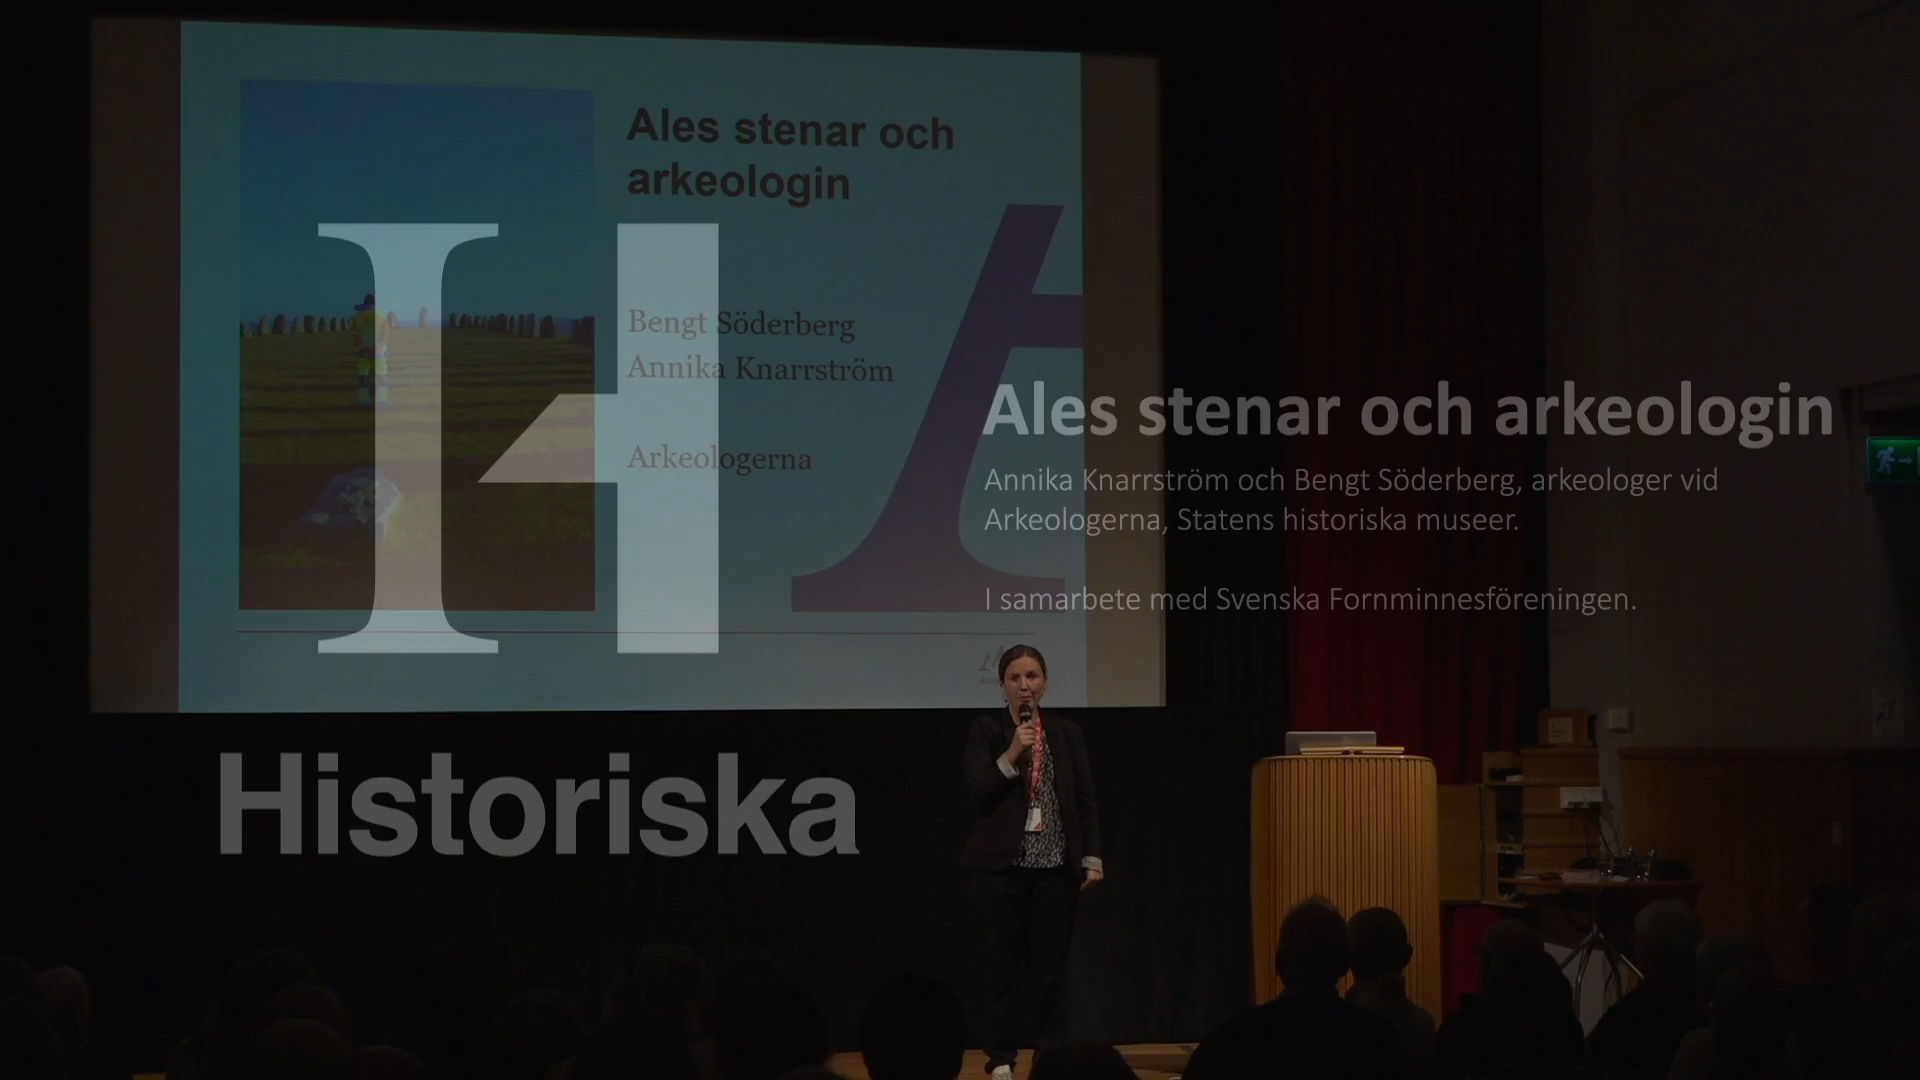 Ales stenar och
arkeologin
Bengt Söderberg
Annika Knarrström
Arkeologerna
Ales stenar och arkeologin
Annika Knarrström och Bengt Söderberg, arkeologer vid
Arkeologerna, Statens historiska museer.
I samarbete med Svenska Fornminnesföreningen.
Historiska